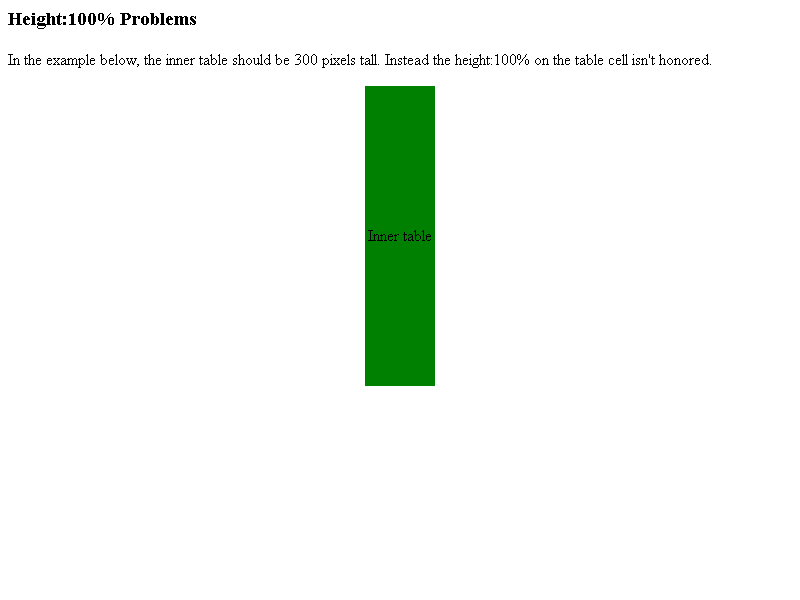 Height:100% Problems
In the example below, the inner table should be 300 pixels tall. Instead the height:100% on the table cell isn't honored.
Inner table